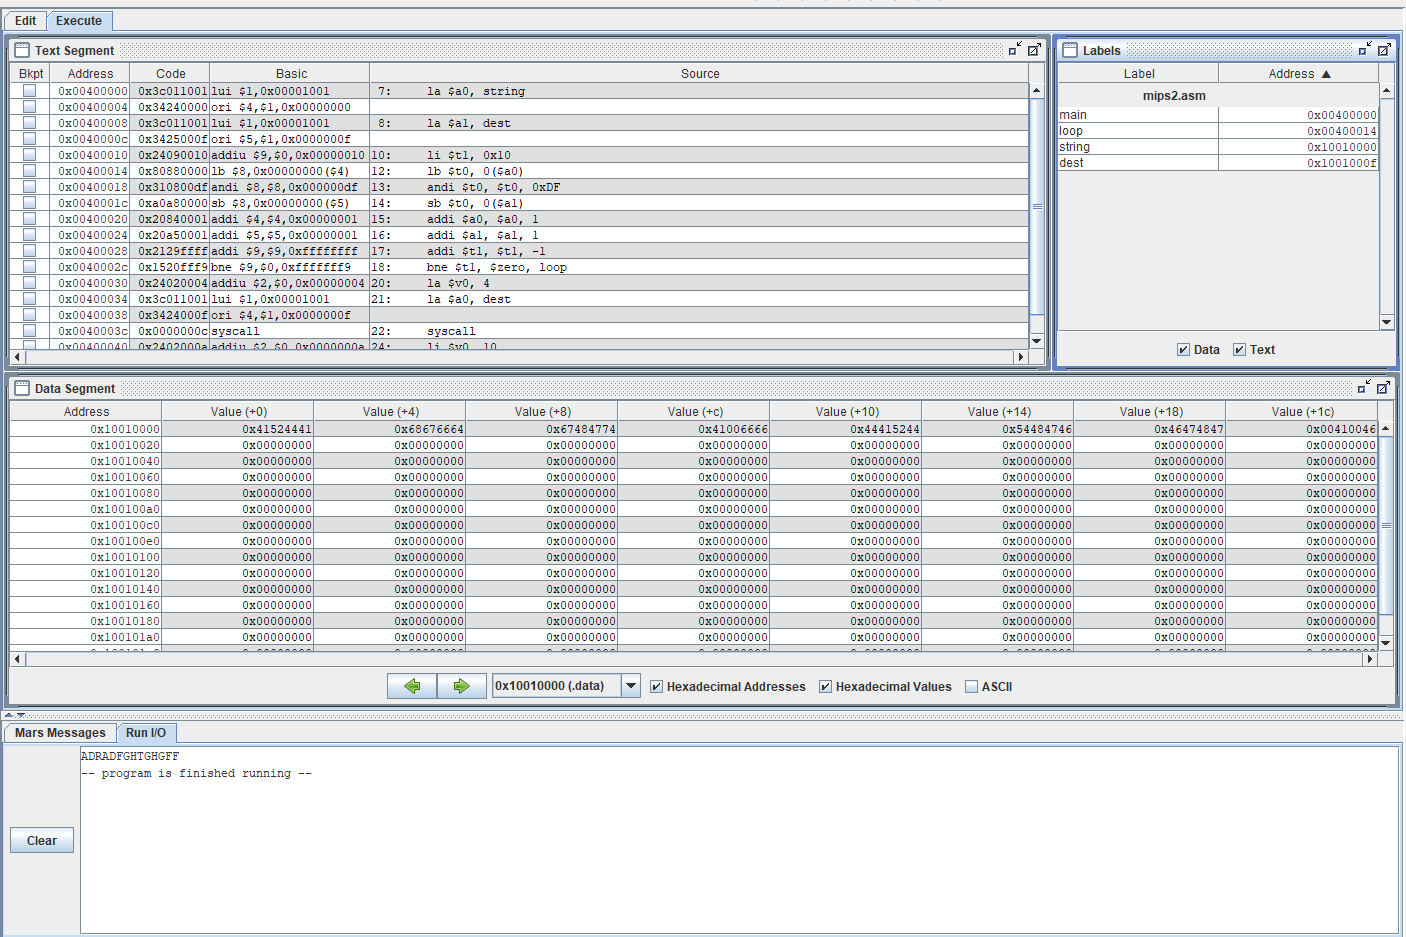 Edit Execute
Text Segment
Bkpt Address Code Basic Source
0x00400000 0x3c011001 lui $1,0x00001001 7: la $a0, string
0x00400004 0x34240000 ori $4,$1,0x00000000
0x00400008 0x3c011001 lui $1,0x00001001 8: la $a1, dest
0x0040000c 0x3425000f ori $5,$1,0x0000000f
0x00400010 0x24090010 addiu $9,$0,0x00000010 10: li $t1, 0x10
0x00400014 0x80880000 lb $8,0x00000000($4) 12: lb $t0, 0($a0)
0x00400018 0x310800df andi $8,$8,0x000000df 13: andi $t0, $t0, 0xDF
0x0040001c 0xa0a80000 sb $8,0x00000000($5) 14: sb $t0, 0($a1)
0x00400020 0x20840001 addi $4,$4,0x00000001 15: addi $a0, $a0, 1
0x00400024 0x20a50001 addi $5,$5,0x00000001 16: addi $a1, $a1, 1
0x00400028 0x2129ffff addi $9,$9,0xffffffff 17: addi $t1, $t1, -1
0x0040002c 0x1520fff9 bne $9,$0,0xfffffff9 18: bne $t1, $zero, loop
0x00400030 0x24020004 addiu $2,$0,0x00000004 20: la $v0, 4
0x00400034 0x3c011001 lui $1,0x00001001 21: la $a0, dest
0x00400038 0x3424000f ori $4,$1,0x0000000f
0x0040003c 0x0000000c syscall 22: syscall
0x00400040 0x2402000a addiu $2,$0,0x0000000a 24: li $v0, 10
Labels
Label Address ▲
mips2.asm
main 0x00400000
loop 0x00400014
string 0x10010000
dest 0x1001000f
Data Text
Data Segment
Address Value (+0) Value (+4) Value (+8) Value (+c) Value (+10) Value (+14) Value (+18) Value (+1c)
0x10010000 0x41524441 0x68676664 0x67484774 0x41006666 0x44415244 0x54484746 0x46474847 0x00410046
0x10010020 0x00000000 0x00000000 0x00000000 0x00000000 0x00000000 0x00000000 0x00000000 0x00000000
0x10010040 0x00000000 0x00000000 0x00000000 0x00000000 0x00000000 0x00000000 0x00000000 0x00000000
0x10010060 0x00000000 0x00000000 0x00000000 0x00000000 0x00000000 0x00000000 0x00000000 0x00000000
0x10010080 0x00000000 0x00000000 0x00000000 0x00000000 0x00000000 0x00000000 0x00000000 0x00000000
0x100100a0 0x00000000 0x00000000 0x00000000 0x00000000 0x00000000 0x00000000 0x00000000 0x00000000
0x100100c0 0x00000000 0x00000000 0x00000000 0x00000000 0x00000000 0x00000000 0x00000000 0x00000000
0x100100e0 0x00000000 0x00000000 0x00000000 0x00000000 0x00000000 0x00000000 0x00000000 0x00000000
0x10010100 0x00000000 0x00000000 0x00000000 0x00000000 0x00000000 0x00000000 0x00000000 0x00000000
0x10010120 0x00000000 0x00000000 0x00000000 0x00000000 0x00000000 0x00000000 0x00000000 0x00000000
0x10010140 0x00000000 0x00000000 0x00000000 0x00000000 0x00000000 0x00000000 0x00000000 0x00000000
0x10010160 0x00000000 0x00000000 0x00000000 0x00000000 0x00000000 0x00000000 0x00000000 0x00000000
0x10010180 0x00000000 0x00000000 0x00000000 0x00000000 0x00000000 0x00000000 0x00000000 0x00000000
0x100101a0 0x00000000 0x00000000 0x00000000 0x00000000 0x00000000 0x00000000 0x00000000 0x00000000
0x10010000 (.data) Hexadecimal Addresses Hexadecimal Values ASCII
Mars Messages Run I/O
ADRADFGHTGHGFF
-- program is finished running --
Clear